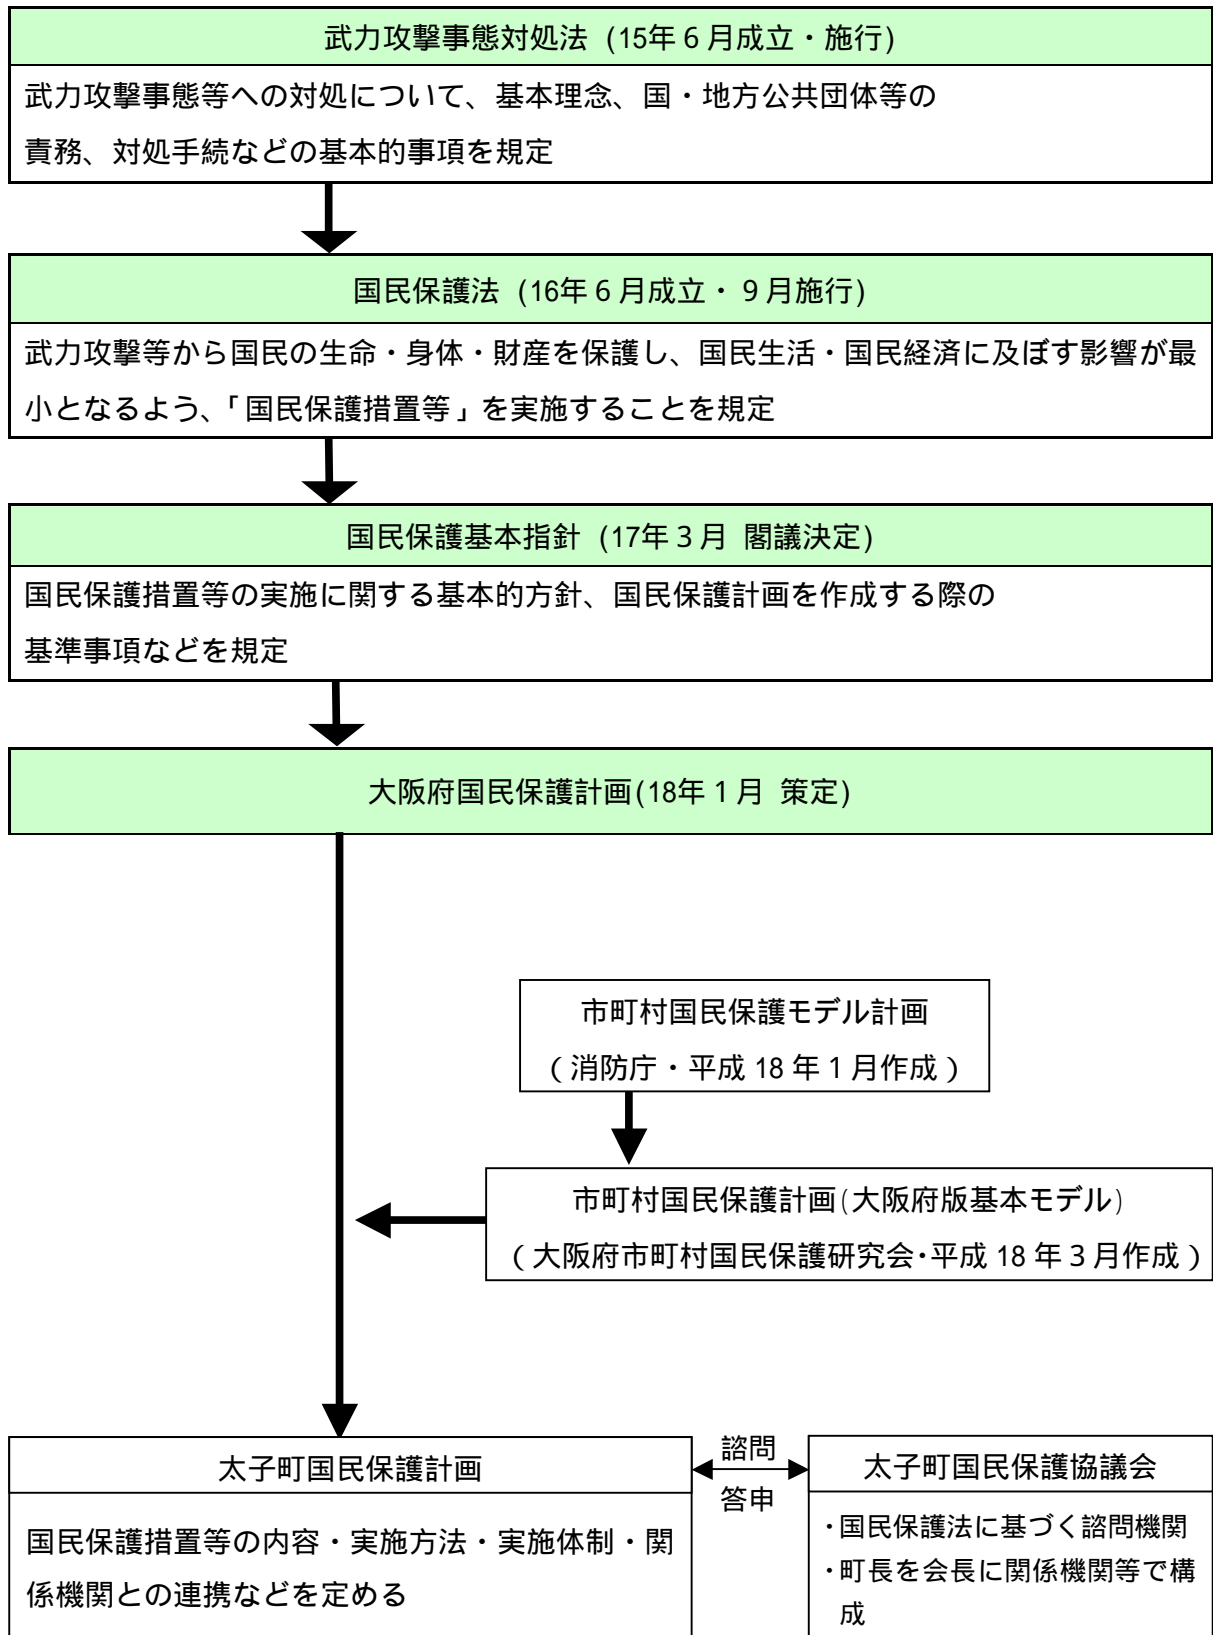 武力攻撃事態対処法 (15年６月成立・施行)
武力攻撃事態等への対処について、基本理念、国・地方公共団体等の
責務、対処手続などの基本的事項を規定
国民保護法 (16年６月成立・９月施行)
武力攻撃等から国民の生命・身体・財産を保護し、国民生活・国民経済に及ぼす影響が最
小となるよう、「国民保護措置等」を実施することを規定
国民保護基本指針 (17年３月 閣議決定)
国民保護措置等の実施に関する基本的方針、国民保護計画を作成する際の
基準事項などを規定
大阪府国民保護計画(18年１月 策定)
市町村国民保護モデル計画
（消防庁・平成 18 年１月作成）
市町村国民保護計画(大阪府版基本モデル)
（大阪府市町村国民保護研究会・平成 18 年３月作成）
太子町国民保護計画
国民保護措置等の内容・実施方法・実施体制・関
係機関との連携などを定める
諮問
答申
太子町国民保護協議会
・国民保護法に基づく諮問機関
・町長を会長に関係機関等で構
成